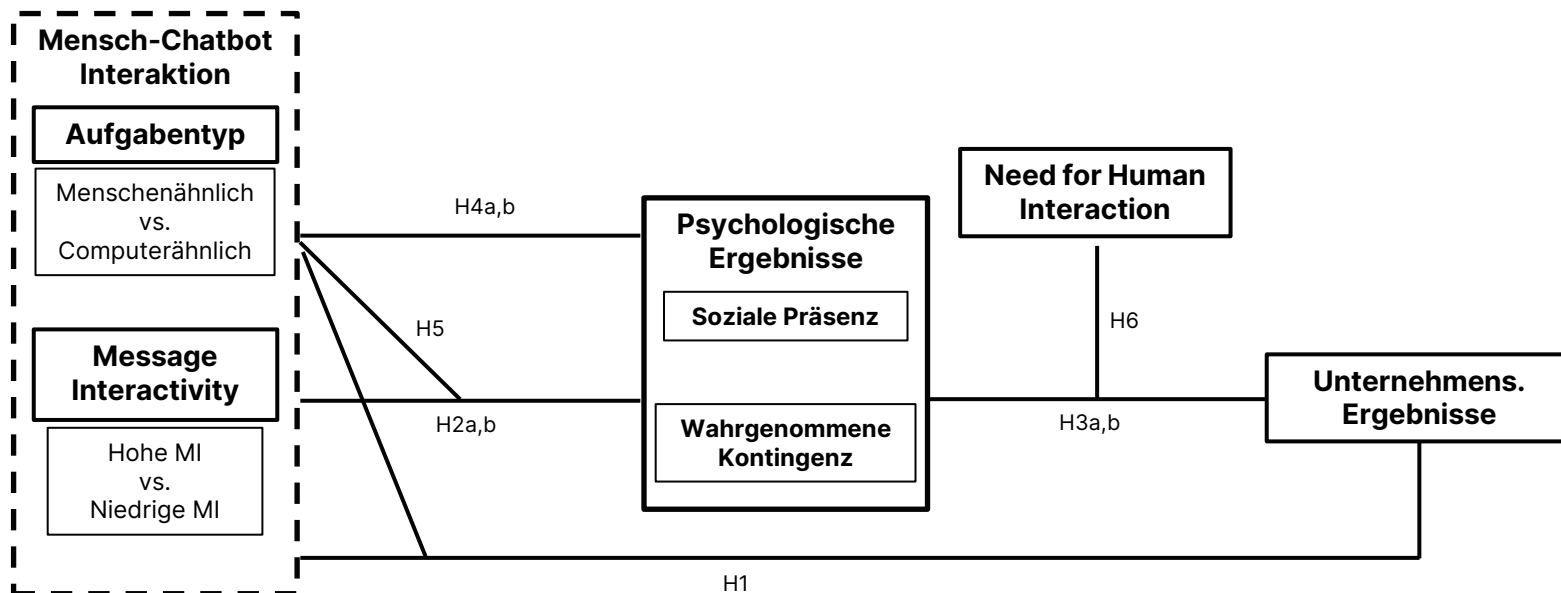 Mensch-Chatbot
Interaktion
Aufgabentyp
Menschenähnlich
vs.
Computerähnlich
Message
Interactivity
Hohe MI
vs.
Niedrige MI
H4a,b
H5
H2a,b
Psychologische
Ergebnisse
Soziale Präsenz
Wahrgenommene
Kontingenz
Need for Human
Interaction
H6
H3a,b
Unternehmens.
Ergebnisse
H1